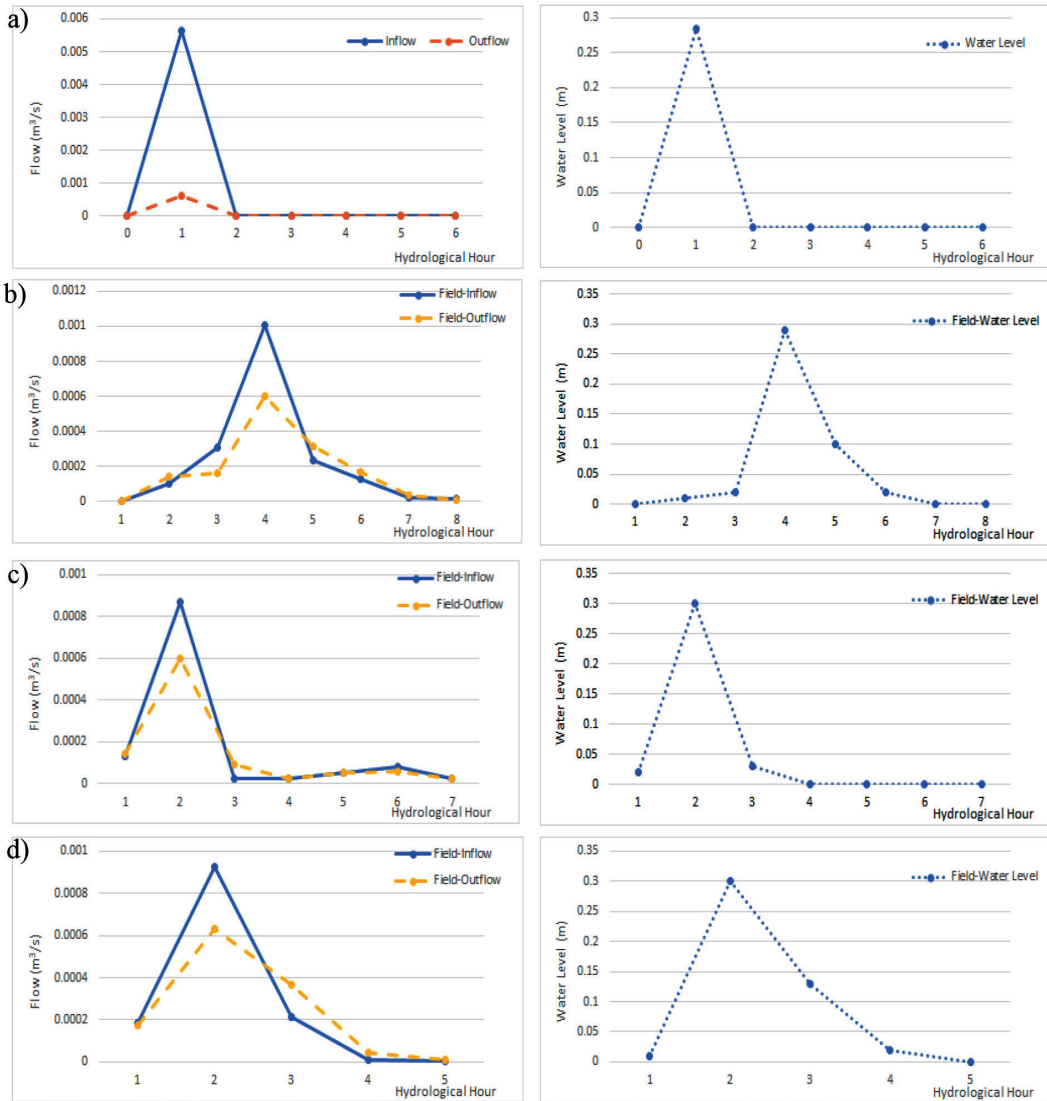 a)
0.006
0.005
0.004
0.003
0.002
0.001
0
Flow (m³/s)
Inflow Outflow
0 1 2 3 4 5 6
Hydrological Hour
0.3
0.25
0.2
0.15
0.1
0.05
0
Water Level (m)
Water Level
0 1 2 3 4 5 6
Hydrological Hour
b)
0.0012
0.001
0.0008
0.0006
0.0004
0.0002
0
Flow (m³/s)
Field-Inflow
Field-Outflow
1 2 3 4 5 6 7 8
Hydrological Hour
0.35
0.3
0.25
0.2
0.15
0.1
0.05
0
Water Level (m)
Field-Water Level
1 2 3 4 5 6 7 8
Hydrological Hour
c)
0.001
0.0008
0.0006
0.0004
0.0002
0
Flow (m³/s)
Field-Inflow
Field-Outflow
1 2 3 4 5 6 7
Hydrological Hour
0.35
0.3
0.25
0.2
0.15
0.1
0.05
0
Water Level (m)
Field-Water Level
1 2 3 4 5 6 7
Hydrological Hour
d)
0.001
0.0008
0.0006
0.0004
0.0002
0
Flow (m³/s)
Field-Inflow
Field-Outflow
1 2 3 4 5
Hydrological Hour
0.35
0.3
0.25
0.2
0.15
0.1
0.05
0
Water Level (m)
Field-Water Level
1 2 3 4 5
Hydrological Hour